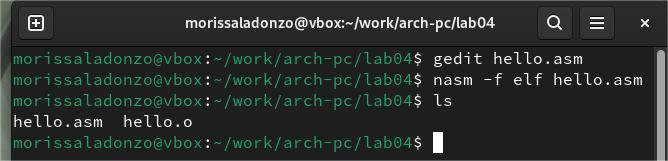 morissaladonzo@vbox:~/work/arch-pc/lab04
morissaladonzo@vbox:~/work/arch-pc/lab04$ gedit hello.asm
morissaladonzo@vbox:~/work/arch-pc/lab04$ nasm -f elf hello.asm
morissaladonzo@vbox:~/work/arch-pc/lab04$ ls
hello.asm  hello.o
morissaladonzo@vbox:~/work/arch-pc/lab04$